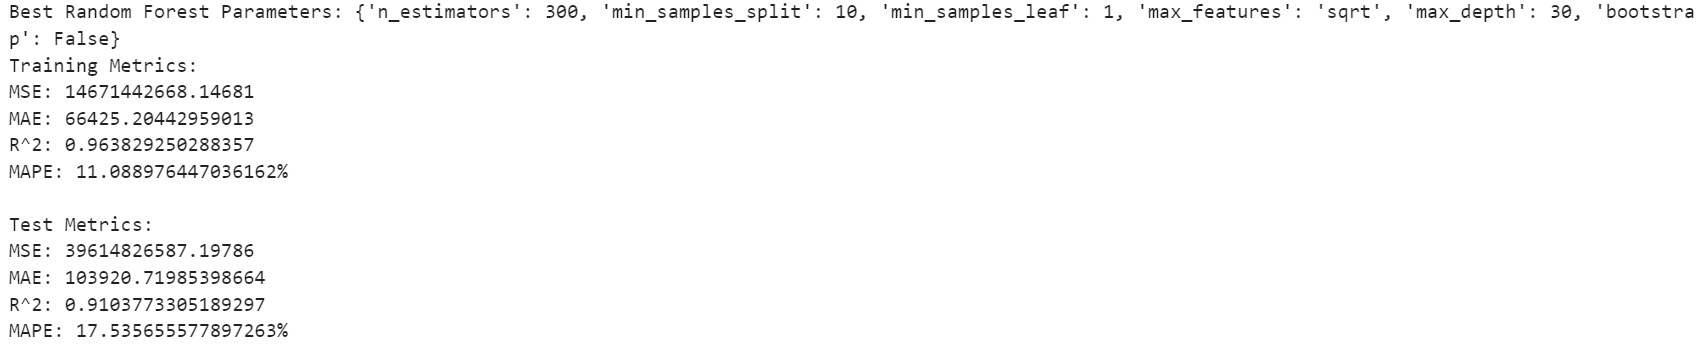 Best Random Forest Parameters: {'n_estimators': 300, 'min_samples_split': 10, 'min_samples_leaf': 1, 'max_features': 'sqrt', 'max_depth': 30, 'bootstra
p': False}
Training Metrics:
MSE: 14671442668.14681
MAE: 66425.20442959013
R^2: 0.963829250288357
MAPE: 11.088976447036162%

Test Metrics:
MSE: 39614826587.19786
MAE: 103920.71985398664
R^2: 0.9103773305189297
MAPE: 17.535655577897263%